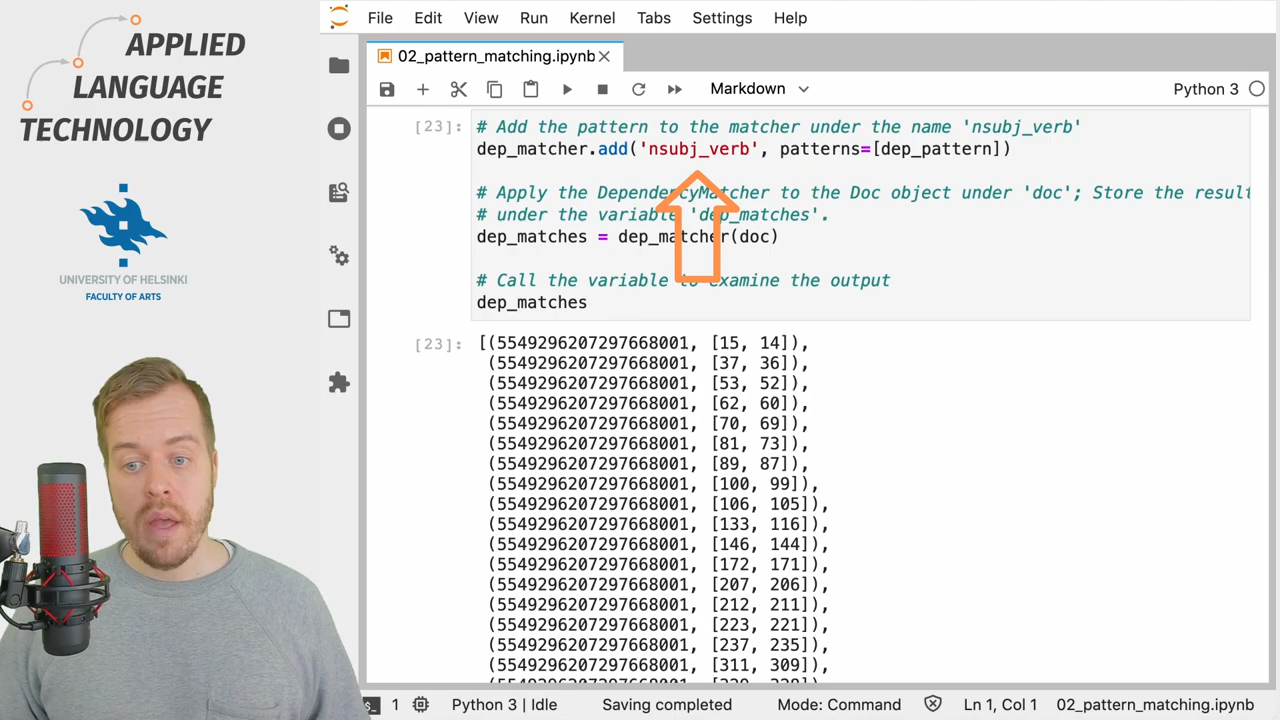 APPLIED
LANGUAGE
TECHNOLOGY
UNIVERSITY OF HELSINKI
FACULTY OF ARTS
File Edit View Run Kernel Tabs Settings Help
02_pattern_matching.ipynb
Markdown
Python 3
[23]:
# Add the pattern to the matcher under the name 'nsubj_verb'
dep_matcher.add('nsubj_verb', patterns=[dep_pattern])
# Apply the DependencyMatcher to the Doc object under 'doc'; Store the result
# under the variable 'dep_matches'.
dep_matches = dep_matcher(doc)
# Call the variable to examine the output
dep_matches
[23]:
[(5549296207297668001, [15, 14]),
(5549296207297668001, [37, 36]),
(5549296207297668001, [53, 52]),
(5549296207297668001, [62, 60]),
(5549296207297668001, [70, 69]),
(5549296207297668001, [81, 73]),
(5549296207297668001, [89, 87]),
(5549296207297668001, [100, 99]),
(5549296207297668001, [106, 105]),
(5549296207297668001, [133, 116]),
(5549296207297668001, [146, 144]),
(5549296207297668001, [172, 171]),
(5549296207297668001, [207, 206]),
(5549296207297668001, [212, 211]),
(5549296207297668001, [223, 221]),
(5549296207297668001, [237, 235]),
(5549296207297668001, [311, 309]),
1 Python 3 | Idle Saving completed Mode: Command Ln 1, Col 1 02_pattern_matching.ipynb